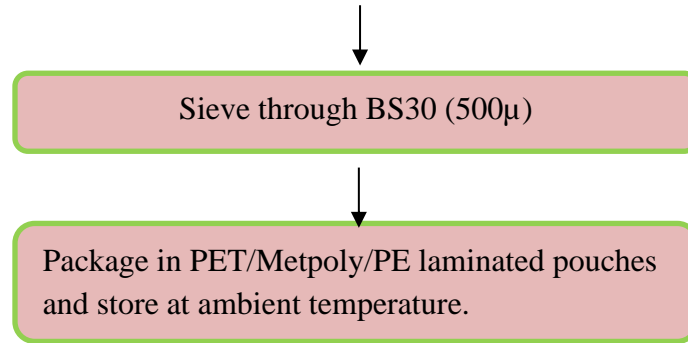 Sieve through BS30 (500µ)
Package in PET/Metpoly/PE laminated pouches
and store at ambient temperature.